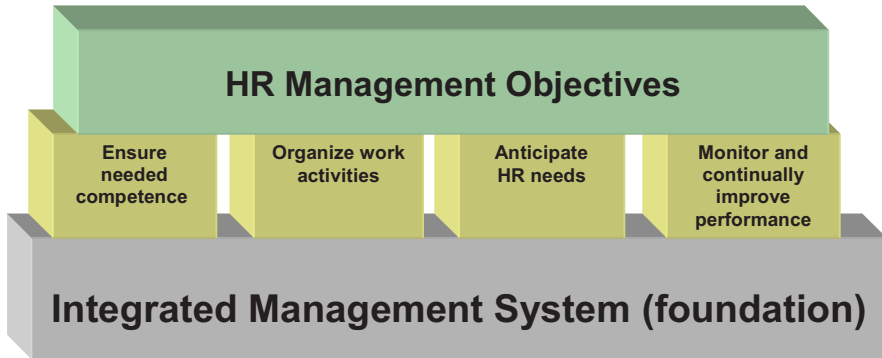 HR Management Objectives
Ensure
needed
competence
Organize work
activities
Anticipate
HR needs
Monitor and
continually
improve
performance
Integrated Management System (foundation)